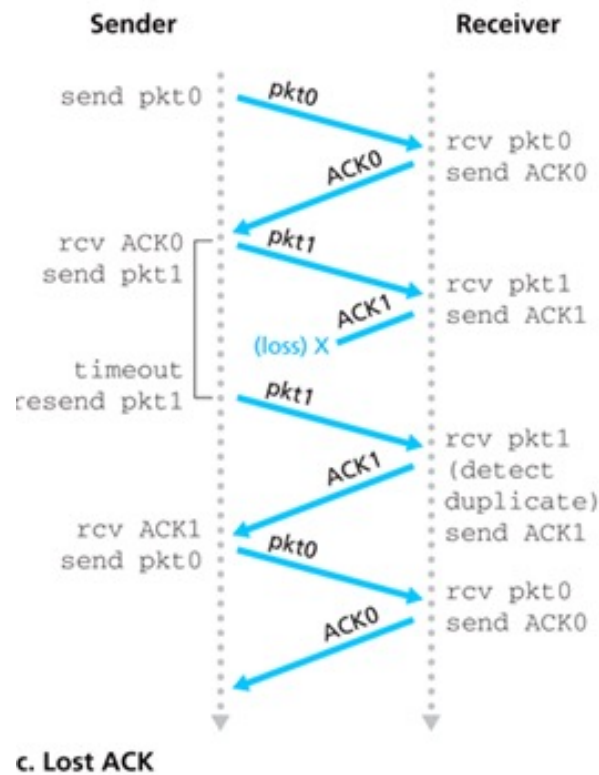 Sender Receiver
send pkt0
pkt0
rcv pkt0
send ACK0
ACK0
rcv ACK0
send pkt1
pkt1
rcv pkt1
send ACK1
ACK1
(loss) X
timeout
resend pkt1
pkt1
rcv pkt1
(detect
duplicate)
send ACK1
ACK1
rcv ACK1
send pkt0
pkt0
rcv pkt0
send ACK0
ACK0
c. Lost ACK